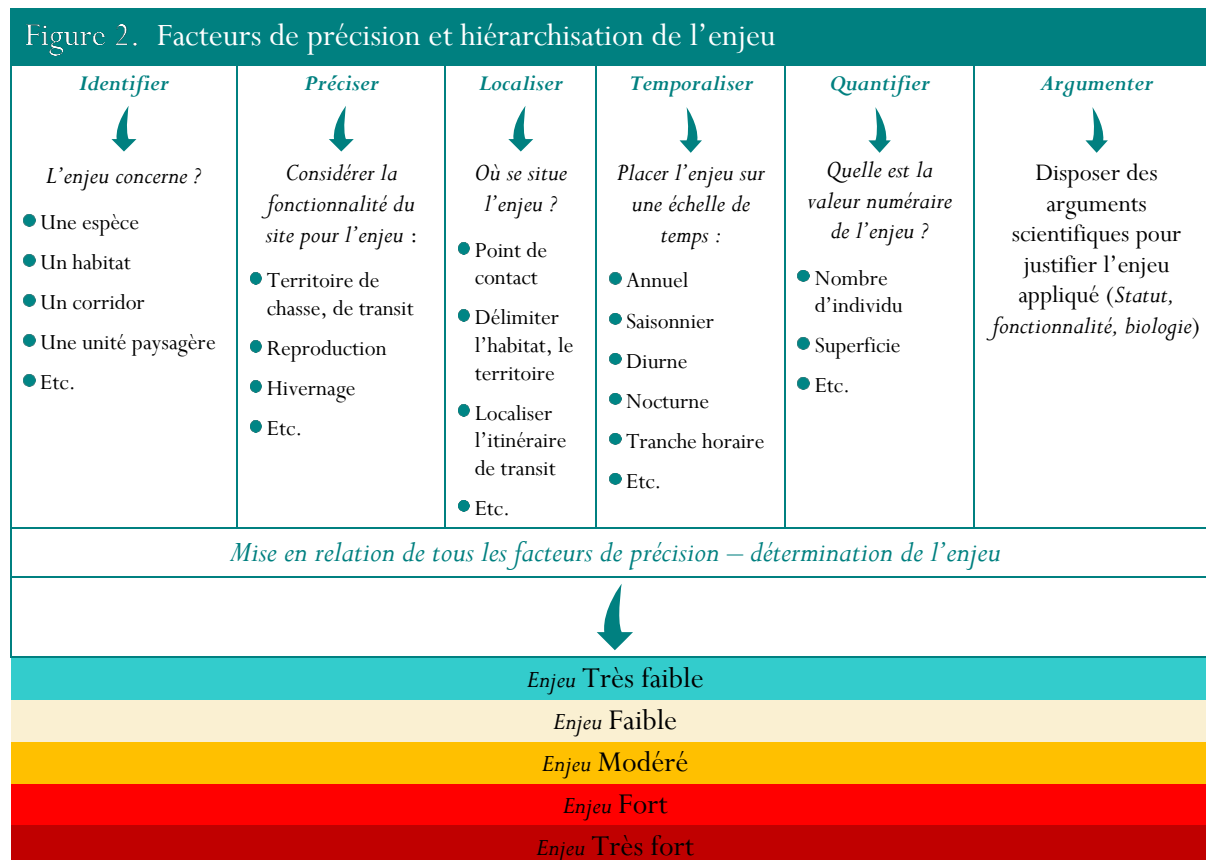 Figure 2. Facteurs de précision et hiérarchisation de l'enjeu
Identifier
L'enjeu concerne ?
Une espèce
Un habitat
Un corridor
Une unité paysagère
Etc.
Préciser
Considérer la
fonctionnalité du
site pour l'enjeu :
Territoire de
chasse, de transit
Reproduction
Hivernage
Etc.
Localiser
Où se situe
l'enjeu ?
Point de
contact
Délimiter
l'habitat, le
territoire
Localiser
l'itinéraire
de transit
Etc.
Temporaliser
Placer l'enjeu sur
une échelle de
temps :
Annuel
Saisonnier
Diurne
Nocturne
Tranche horaire
Etc.
Quantifier
Quelle est la
valeur numéraire
de l'enjeu ?
Nombre
d'individu
Superficie
Etc.
Argumenter
Disposer des
arguments
scientifiques pour
justifier l'enjeu
appliqué (Statut,
fonctionnalité, biologie)
Mise en relation de tous les facteurs de précision – détermination de l'enjeu
Enjeu Très faible
Enjeu Faible
Enjeu Modéré
Enjeu Fort
Enjeu Très fort